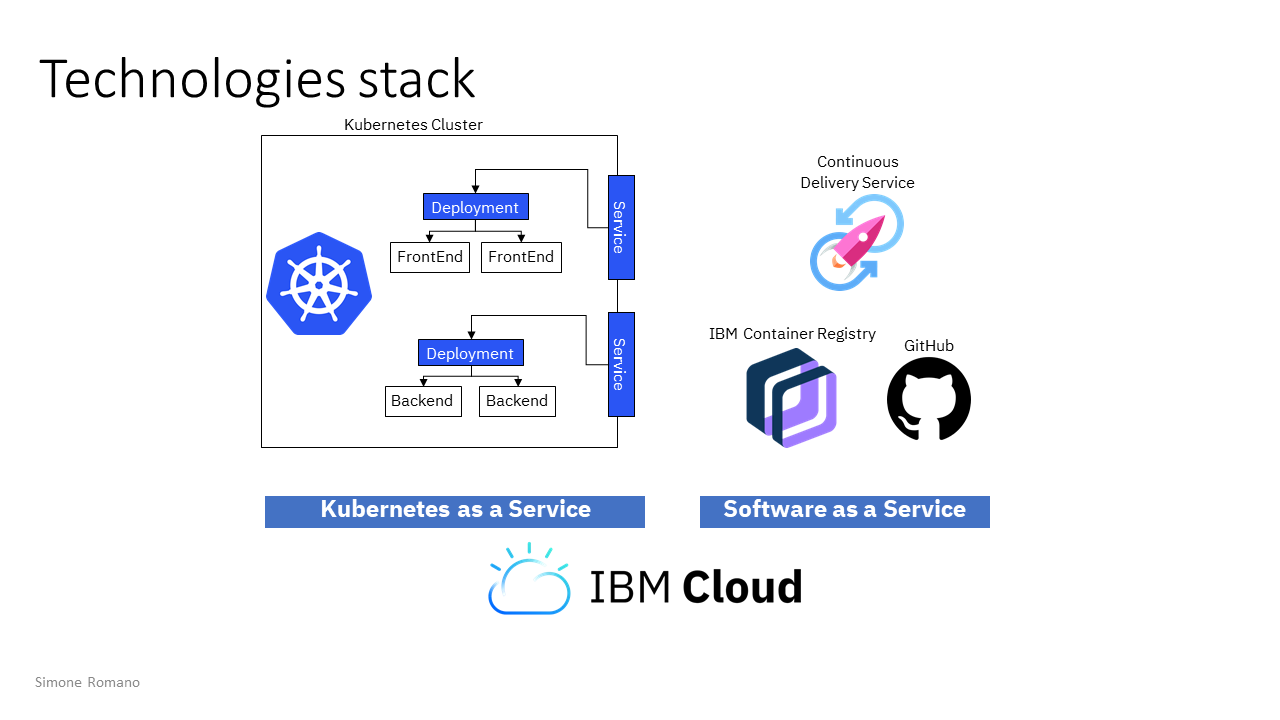 Technologies stack
Kubernetes Cluster
Deployment
FrontEnd
FrontEnd
Service
Deployment
Backend
Backend
Service
Continuous
Delivery Service
IBM Container Registry
GitHub
Kubernetes as a Service
Software as a Service
IBM Cloud
Simone Romano